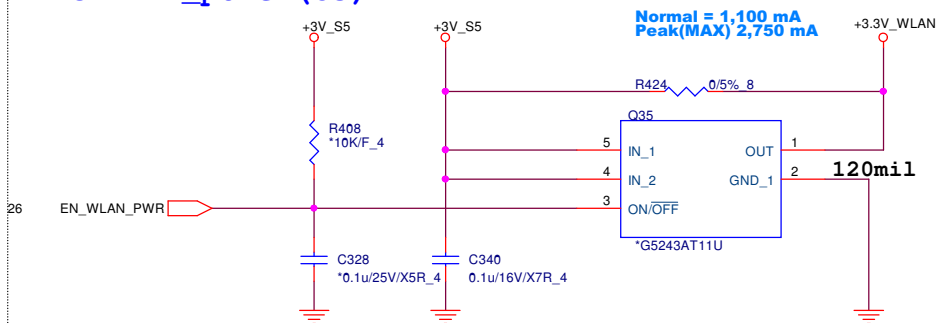 +3V_S5
+3V_S5
Normal = 1,100 mA
Peak(MAX) 2,750 mA
+3.3V_WLAN
R424
0/5%_8
R408
*10K/F_4
Q35
5
IN_1
OUT
1
4
IN_2
GND_1
2
120mil
26
EN_WLAN_PWR
3
ON/OFF
*G5243AT11U
C328
*0.1u/25V/X5R_4
C340
0.1u/16V/X7R_4